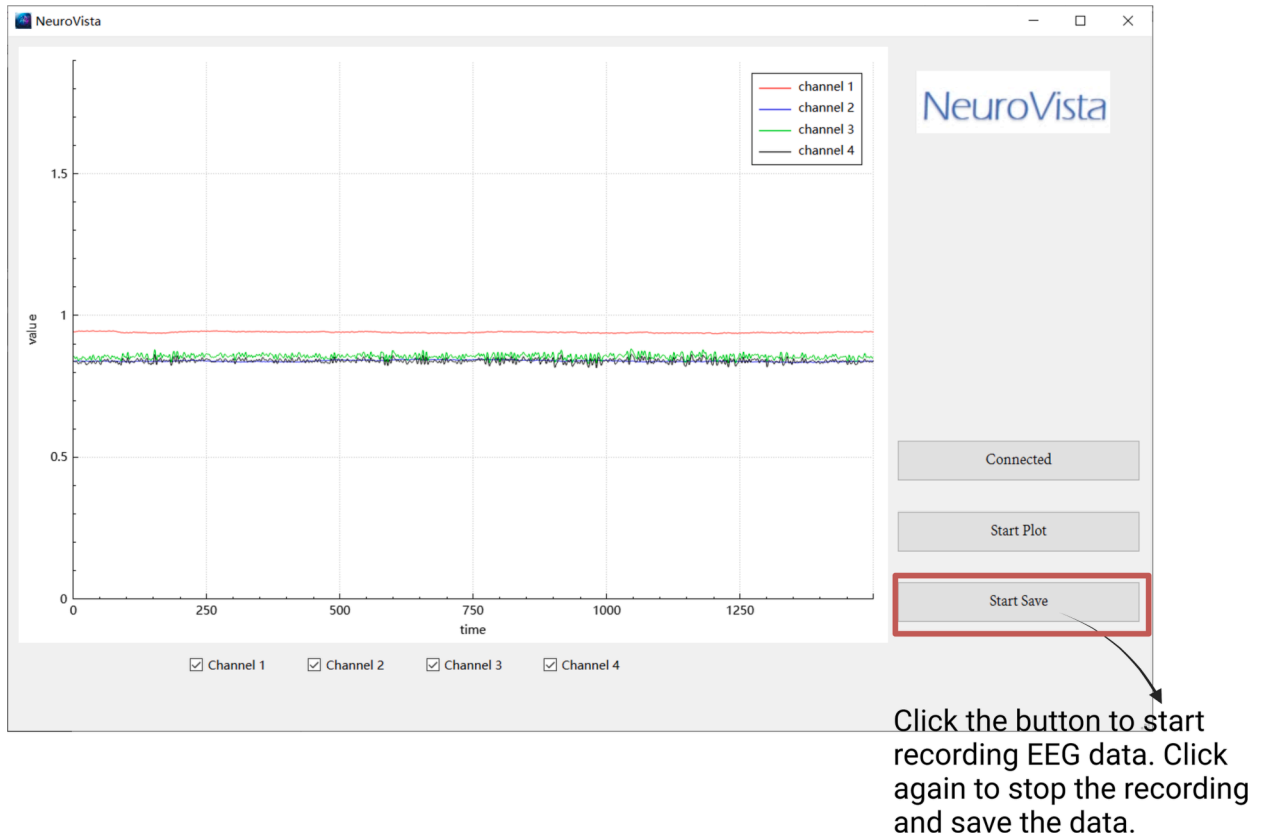 NeuroVista
NeuroVista
channel 1
channel 2
channel 3
channel 4
1.5
1
0.5
0
value
0 250 500 750 1000 1250
time
Channel 1 Channel 2 Channel 3 Channel 4
Connected
Start Plot
Start Save
Click the button to start
recording EEG data. Click
again to stop the recording
and save the data.